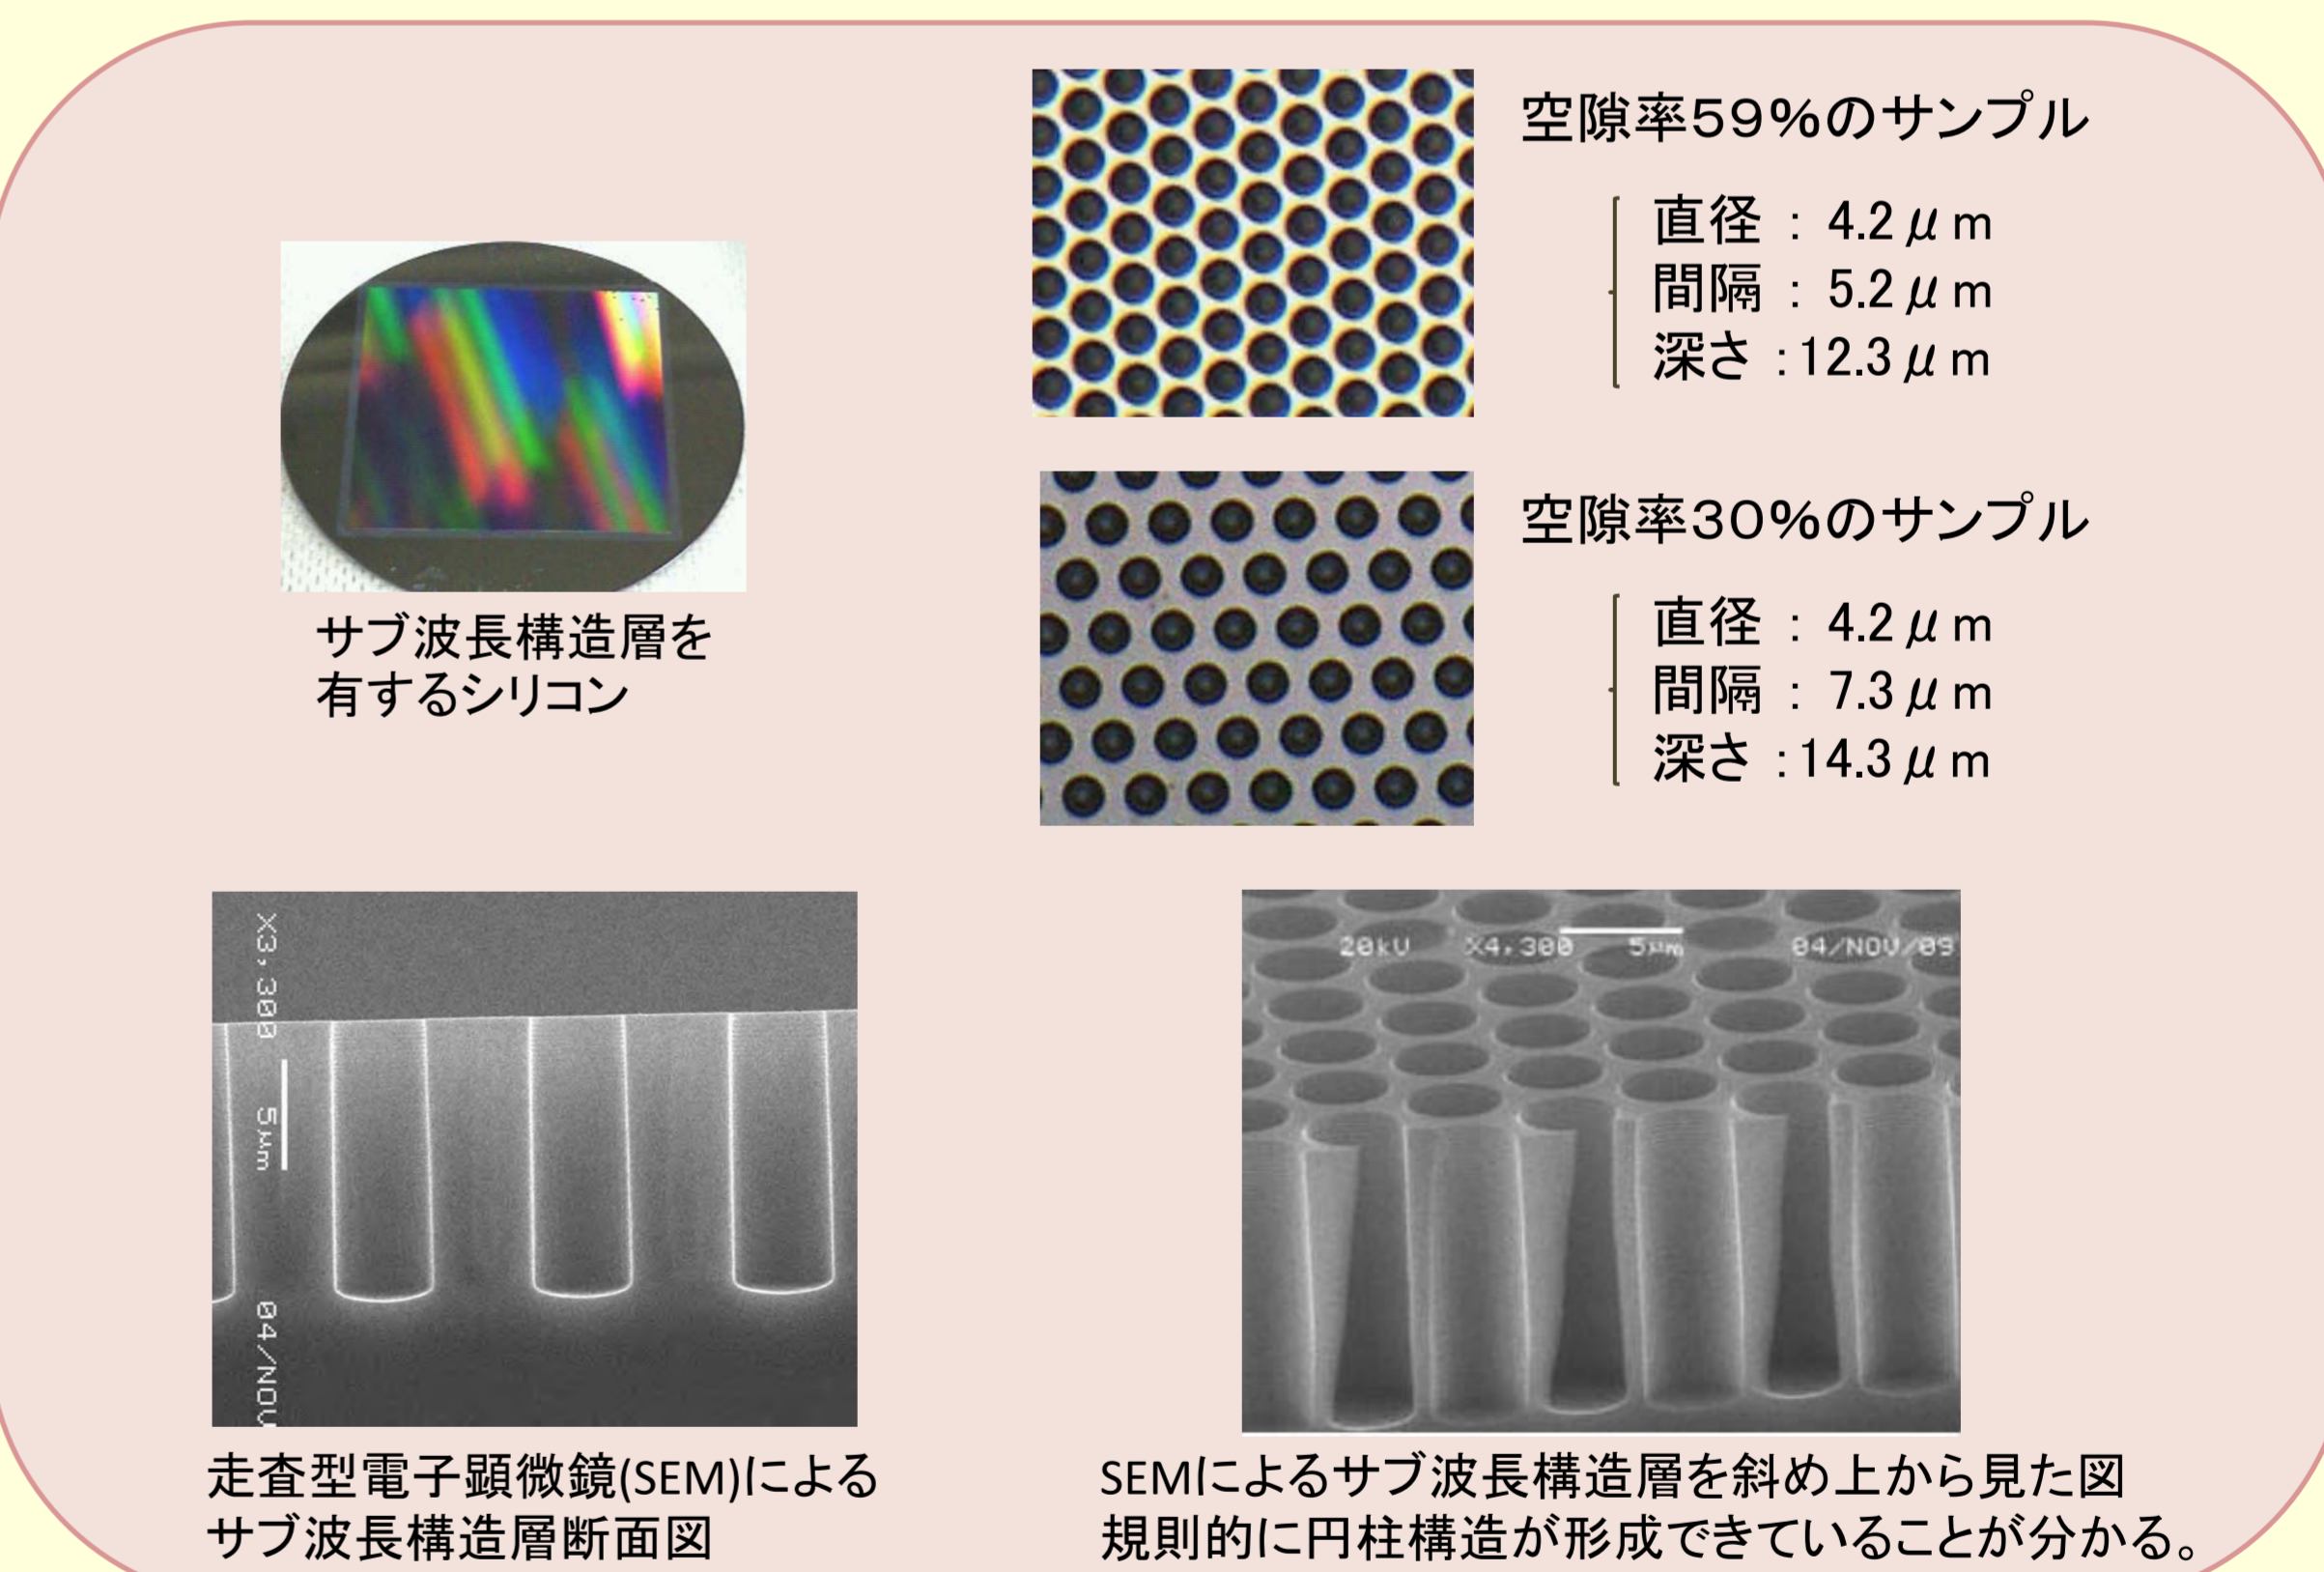 空隙率59%のサンプル
直径 : 4.2μm
間隔 : 5.2μm
深さ :12.3μm
サブ波長構造層を
有するシリコン
空隙率30%のサンプル
直径 : 4.2μm
間隔 : 7.3μm
深さ :14.3μm
X3,300 5μm 04/NOV
走査型電子顕微鏡(SEM)による
サブ波長構造層断面図
20kV X4,300 5μm 04/NOV/09
SEMによるサブ波長構造層を斜め上から見た図
規則的に円柱構造が形成できていることが分かる。